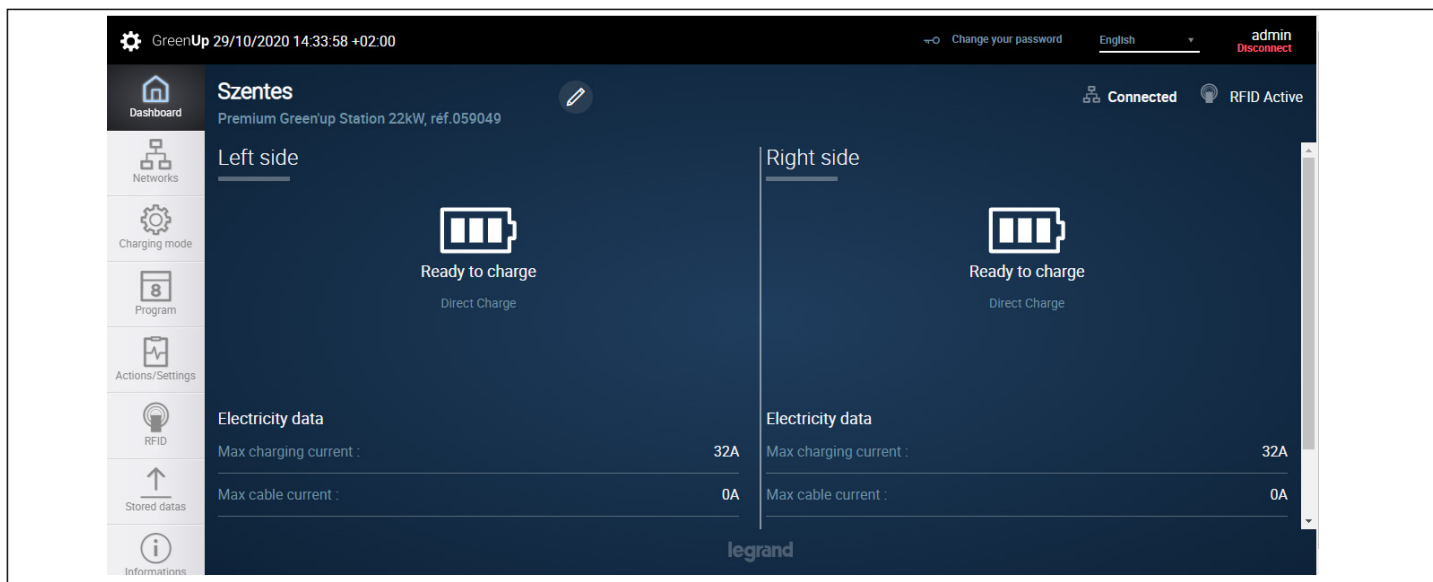 GreenUp 29/10/2020 14:33:58 +02:00
Change your password
English
admin
Disconnect
Dashboard
Szentes
Premium Green'up Station 22kW, réf.059049
Connected
RFID Active
Networks
Charging mode
8
Program
Actions/Settings
RFID
Stored datas
Informations
Left side
Ready to charge
Direct Charge
Electricity data
Max charging current : 32A
Max cable current : 0A
Right side
Ready to charge
Direct Charge
Electricity data
Max charging current : 32A
Max cable current : 0A
legrand